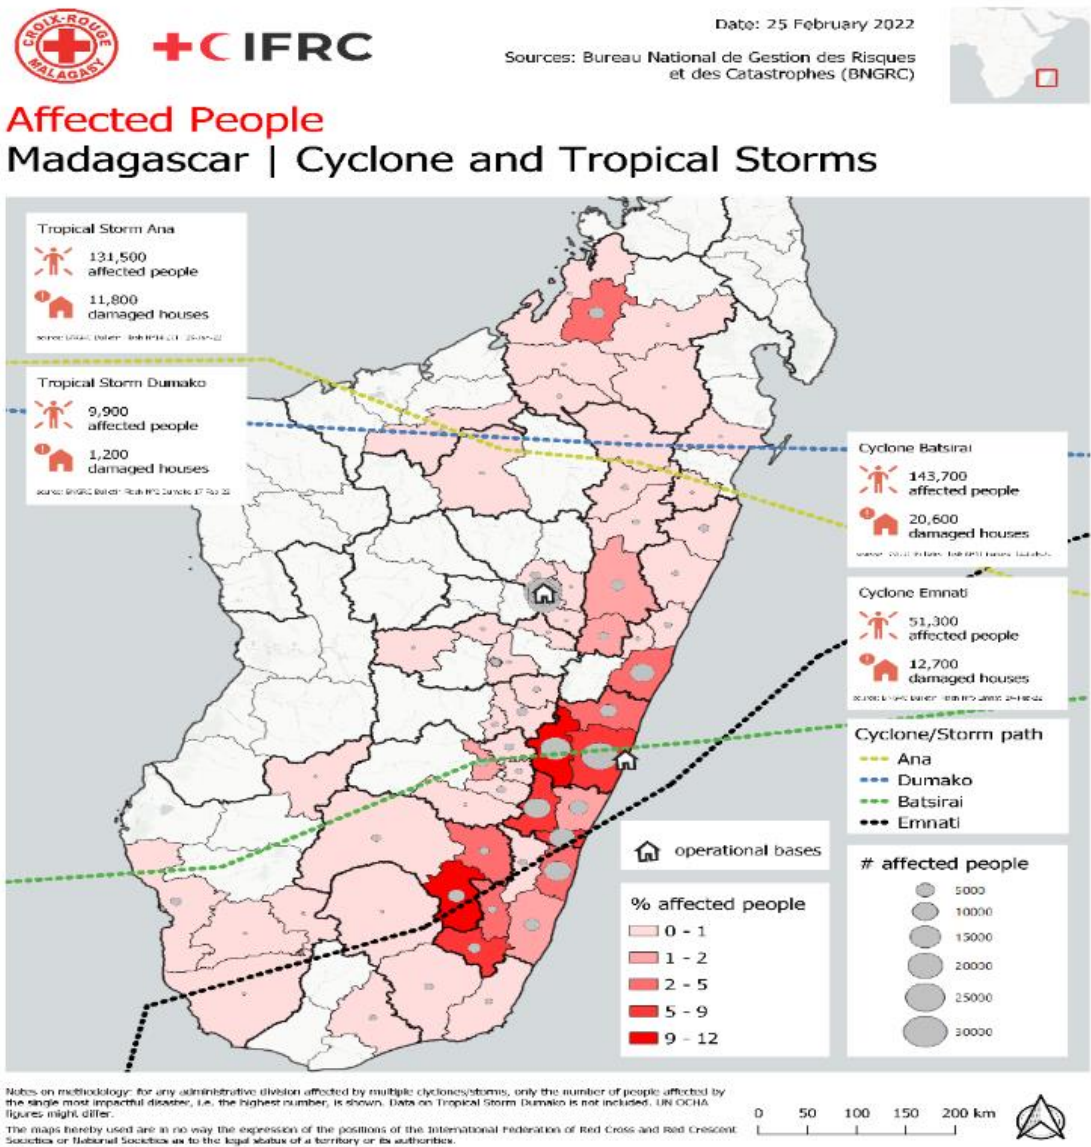 CROIX-ROUGE
MALAGASY
IFRC
Date: 25 February 2022
Sources: Bureau National de Gestion des Risques
et des Catastrophes (BNGRC)
Affected People
Madagascar | Cyclone and Tropical Storms
Tropical Storm Ana
131,500
affected people
11,800
damaged houses
Tropical Storm Dumako
9,900
affected people
1,200
damaged houses
Cyclone Batsirai
143,700
affected people
20,600
damaged houses
Cyclone Emnati
51,300
affected people
12,700
damaged houses
Cyclone/Storm path
Ana
Dumako
Batsirai
Emnati
operational bases
% affected people
0 - 1
1 - 2
2 - 5
5 - 9
9 - 12
# affected people
5000
10000
15000
20000
25000
30000
Notes on methodology: for any administrative division affected by multiple cyclones/storms, only the number of people affected by
the single most impactful disaster, i.e. the highest number, is shown. Data on Tropical Storm Dumako is not included. UN OCHA
figures might differ.
The maps hereby used are in no way the expression of the positions of the International Federation of Red Cross and Red Crescent
Societies or National Societies as to the legal status of a territory or its authorities.
0 50 100 150 200 km